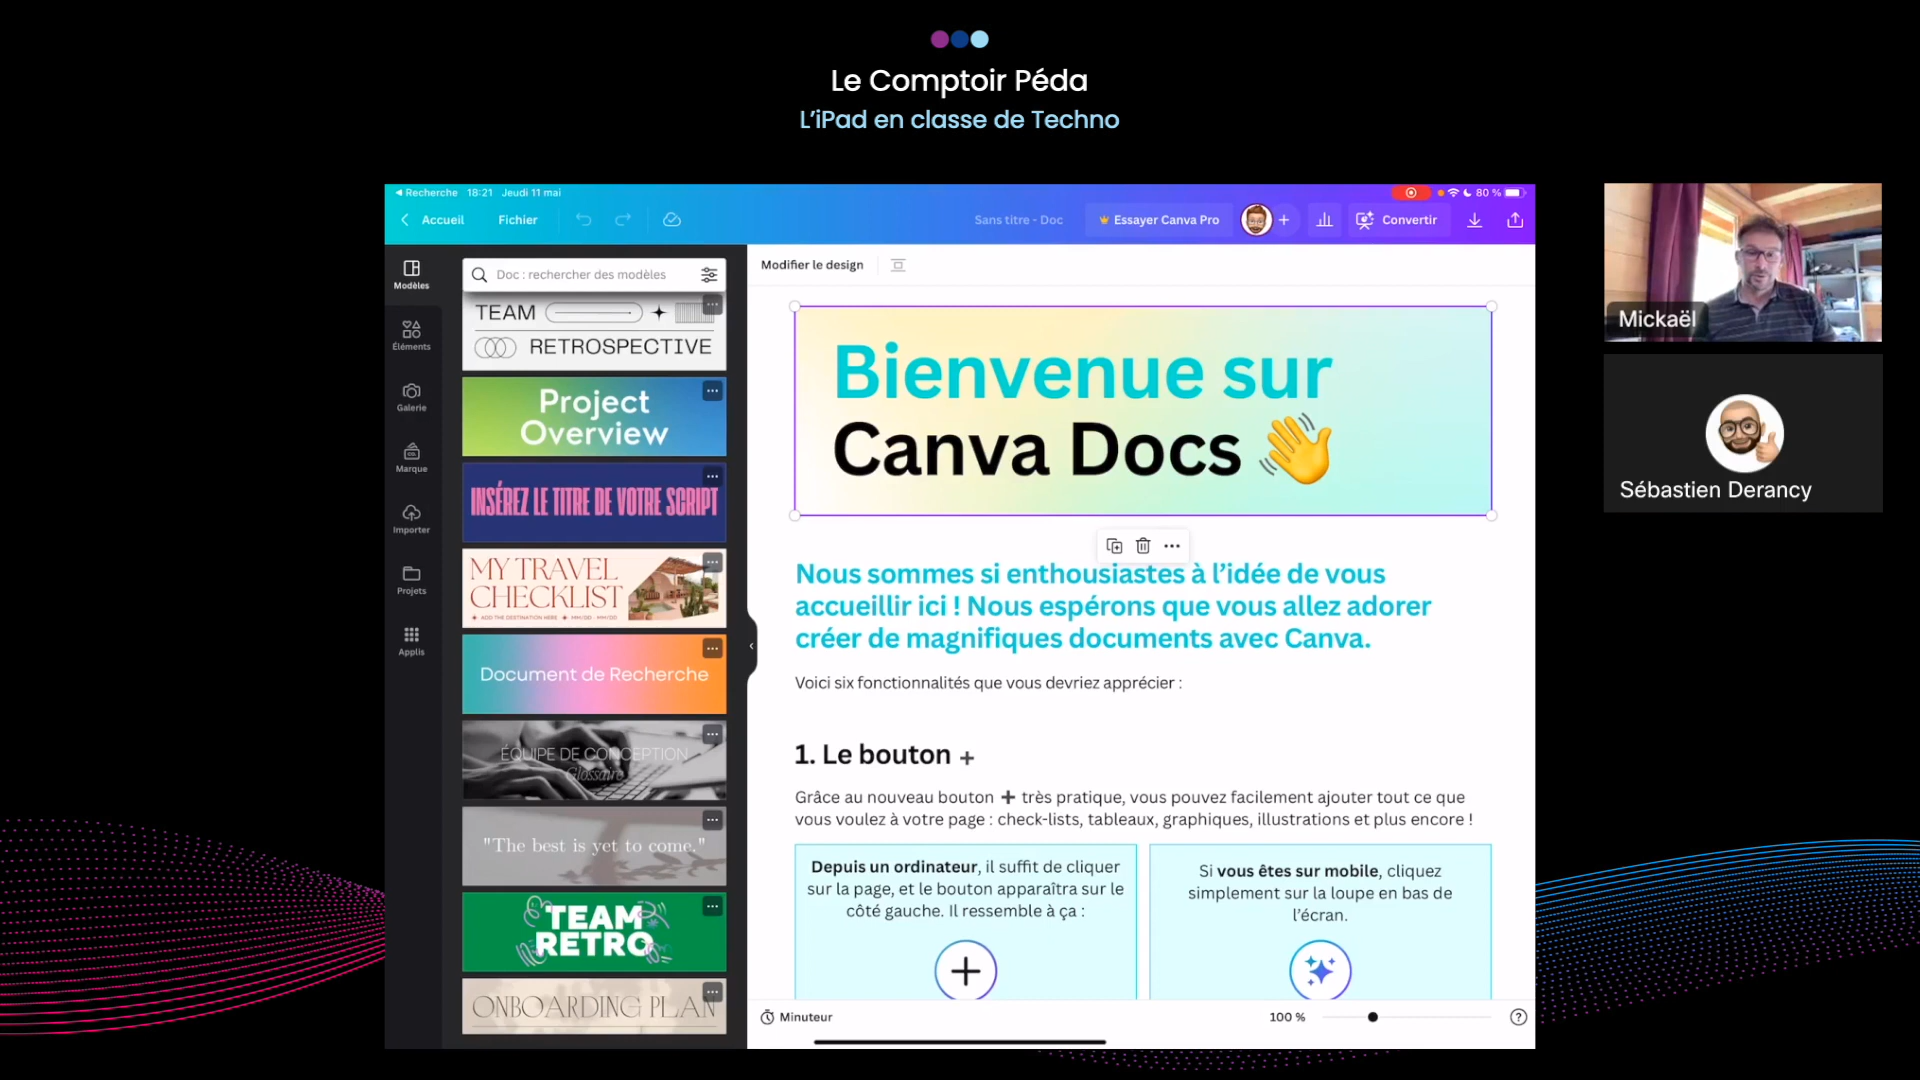 Le Comptoir Péda
L'iPad en classe de Techno
Recherche 18:21 Jeudi 11 mai
80 %
Accueil Fichier
Sans titre - Doc
Essayer Canva Pro
Convertir
Modèles
Éléments
Galerie
Marque
Importer
Projets
Applis
Doc : rechercher des modèles
TEAM
RETROSPECTIVE
Project
Overview
INSÉREZ LE TITRE DE VOTRE SCRIPT
MY TRAVEL
CHECKLIST
ADD THE DESTINATION HERE
Document de Recherche
ÉQUIPE DE CONCEPTION
Glossaire
"The best is yet to come."
TEAM
RETRO
ONBOARDING PLAN
Modifier le design
Bienvenue sur
Canva Docs 👋
Nous sommes si enthousiastes à l'idée de vous
accueillir ici ! Nous espérons que vous allez adorer
créer de magnifiques documents avec Canva.
Voici six fonctionnalités que vous devriez apprécier :
1. Le bouton +
Grâce au nouveau bouton + très pratique, vous pouvez facilement ajouter tout ce que
vous voulez à votre page : check-lists, tableaux, graphiques, illustrations et plus encore !
Depuis un ordinateur, il suffit de cliquer
sur la page, et le bouton apparaîtra sur le
côté gauche. Il ressemble à ça :
Si vous êtes sur mobile, cliquez
simplement sur la loupe en bas de
l'écran.
Minuteur
100 %
Mickaël
Sébastien Derancy